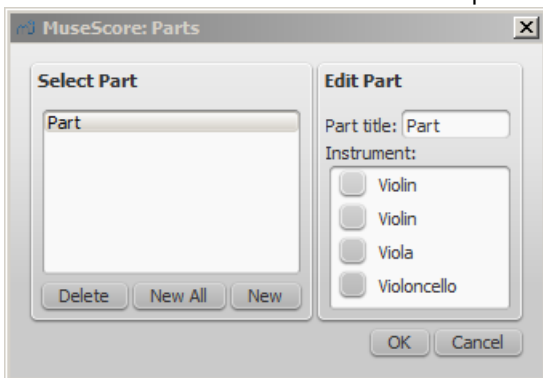 MuseScore: Parts
Select Part
Part
Delete
New All
New
Edit Part
Part title: Part
Instrument:
Violin
Violin
Viola
Violoncello
OK
Cancel